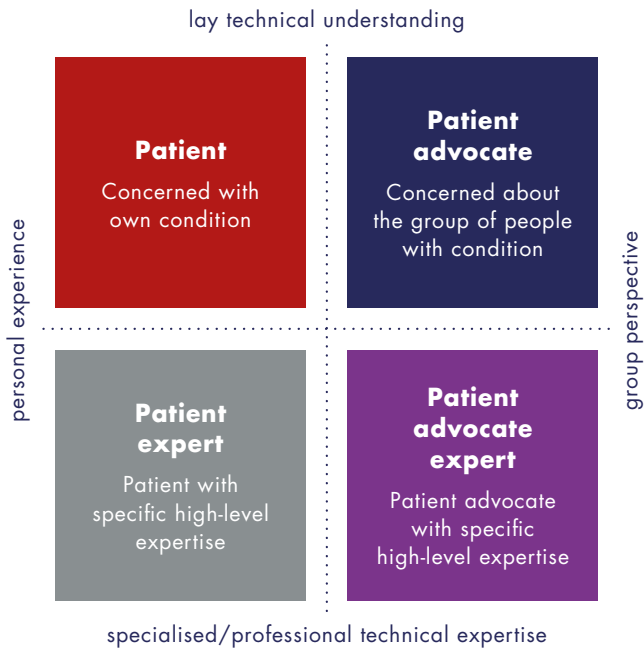 lay technical understanding
Patient
Concerned with
own condition
Patient
advocate
Concerned about
the group of people
with condition
personal experience
group perspective
Patient
expert
Patient with
specific high-level
expertise
Patient
advocate
expert
Patient advocate
with specific
high-level expertise
specialised/professional technical expertise